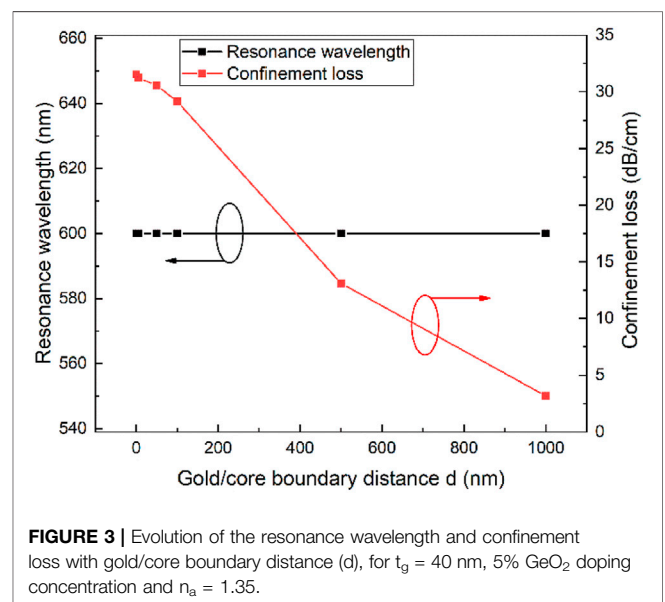 Resonance wavelength
Confinement loss
660
640
620
600
580
560
540
Resonance wavelength (nm)
35
30
25
20
15
10
5
0
Confinement loss (dB/cm)
0 200 400 600 800 1000
Gold/core boundary distance d (nm)
FIGURE 3 | Evolution of the resonance wavelength and confinement
loss with gold/core boundary distance (d), for t_g = 40 nm, 5% GeO₂ doping
concentration and nₐ = 1.35.